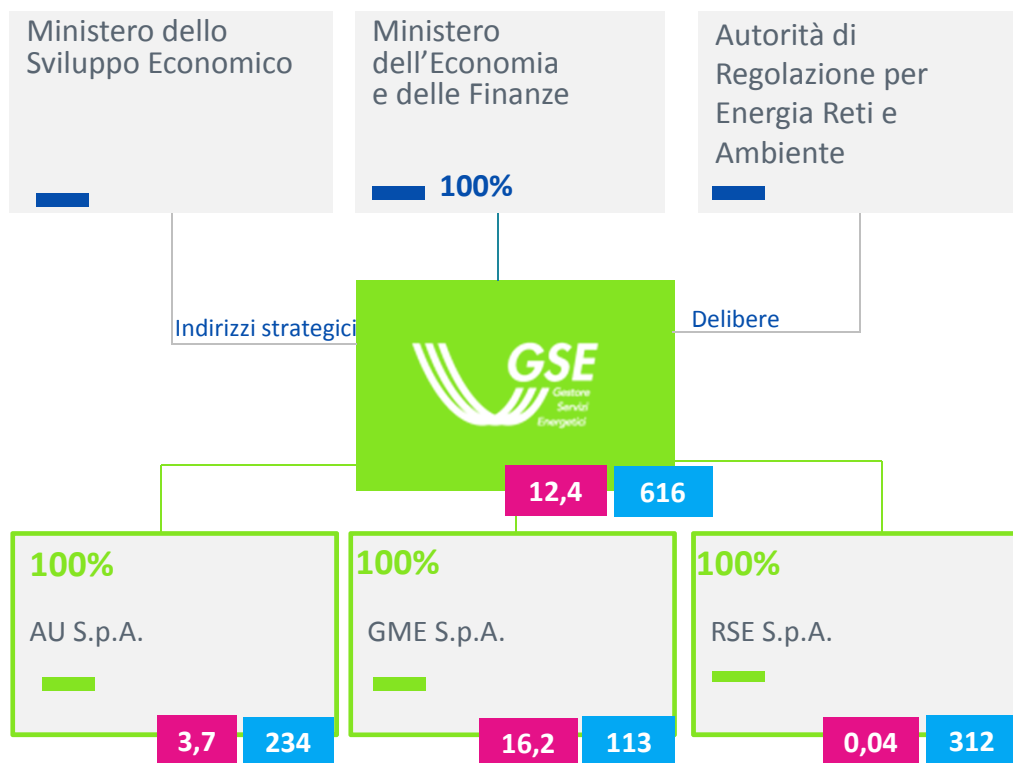 Ministero dello
Sviluppo Economico
Ministero
dell'Economia
e delle Finanze
100%
Autorità di
Regolazione per
Energia Reti e
Ambiente
Indirizzi strategici
Delibere
GSE
Gestore
Servizi
Energetici
12,4
616
100%
AU S.p.A.
3,7
234
100%
GME S.p.A.
16,2
113
100%
RSE S.p.A.
0,04
312